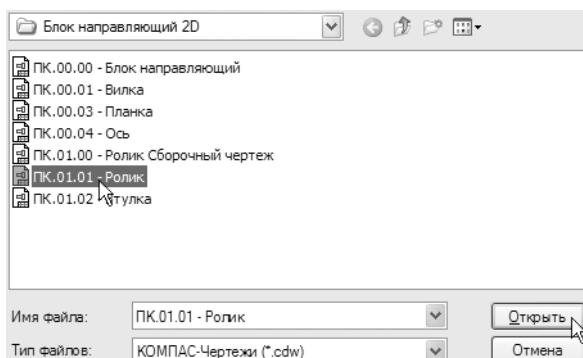 Блок направляющий 2D
ПК.00.00 - Блок направляющий
ПК.00.01 - Вилка
ПК.00.03 - Планка
ПК.00.04 - Ось
ПК.01.00 - Ролик Сборочный чертеж
ПК.01.01 - Ролик
ПК.01.02 - Втулка
Имя файла: ПК.01.01 - Ролик Открыть
Тип файлов: КОМПАС-Чертежи (*.cdw) Отмена